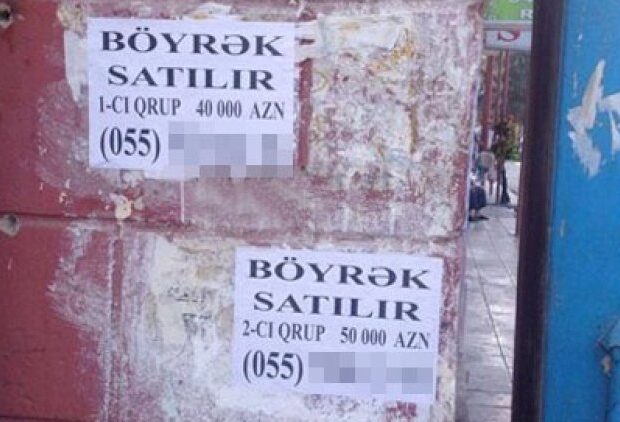 BÖYRƏK
SATILIR
1-CI QRUP 40 000 AZN
(055)
BÖYRƏK
SATILIR
2-CI QRUP 50 000 AZN
(055)